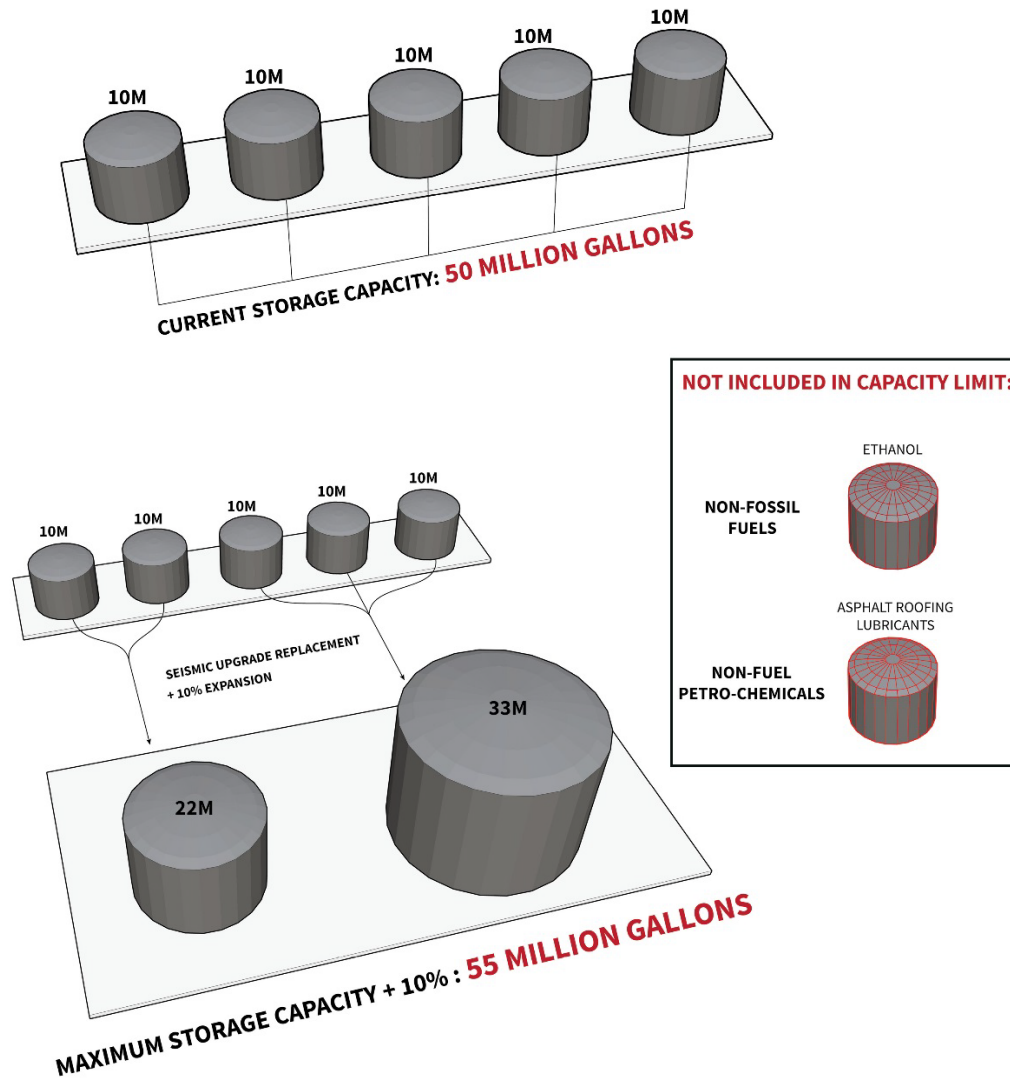 10M
10M
10M
10M
10M
CURRENT STORAGE CAPACITY: 50 MILLION GALLONS
NOT INCLUDED IN CAPACITY LIMIT:
ETHANOL
NON-FOSSIL
FUELS
ASPHALT ROOFING
LUBRICANTS
NON-FUEL
PETRO-CHEMICALS
10M
10M
10M
10M
10M
SEISMIC UPGRADE REPLACEMENT
+ 10% EXPANSION
22M
33M
MAXIMUM STORAGE CAPACITY + 10% : 55 MILLION GALLONS